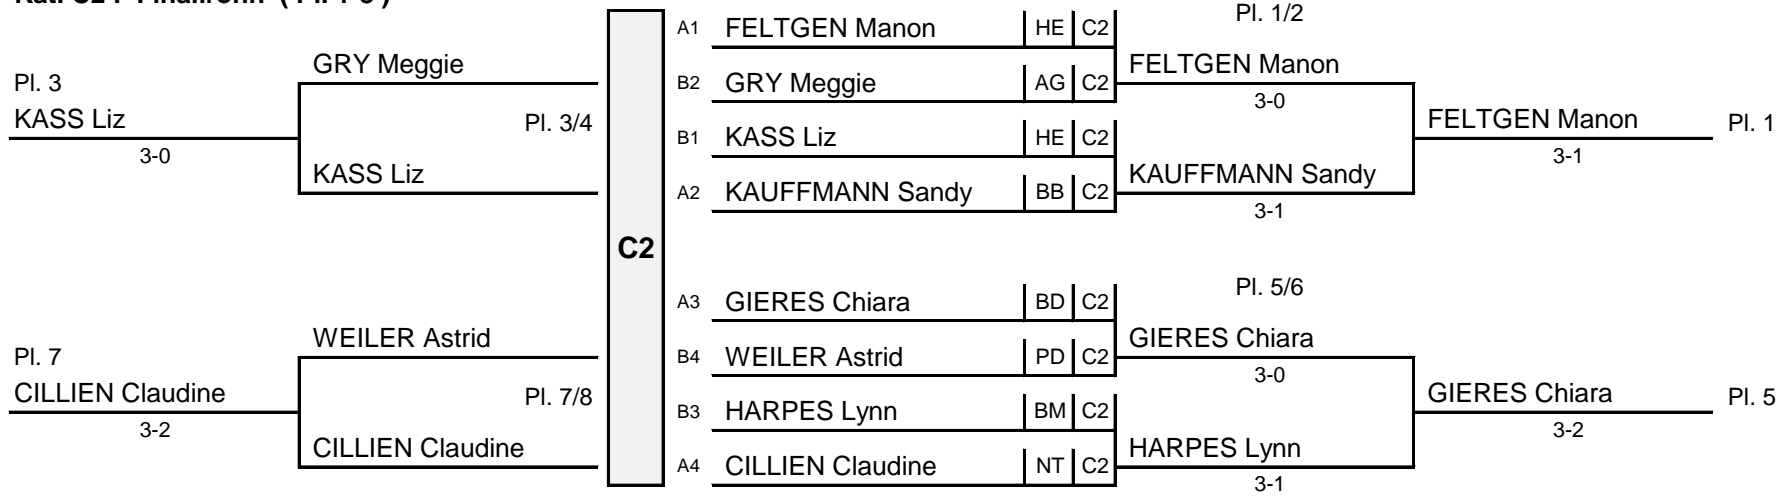 A1 FELTGEN Manon HE C2 Pl. 1/2
GRY Meggie FELTGEN Manon
Pl. 3 B2 GRY Meggie AG C2 3-0
KASS Liz Pl. 3/4 B1 KASS Liz HE C2 FELTGEN Manon Pl. 1
3-0 3-1
KASS Liz KAUFFMANN Sandy
A2 KAUFFMANN Sandy BB C2 3-1
C2
A3 GIERES Chiara BD C2 Pl. 5/6
WEILER Astrid GIERES Chiara
Pl. 7 B4 WEILER Astrid PD C2 3-0
CILLIEN Claudine Pl. 7/8 B3 HARPES Lynn BM C2 GIERES Chiara Pl. 5
3-2 3-2
CILLIEN Claudine HARPES Lynn
A4 CILLIEN Claudine NT C2 3-1